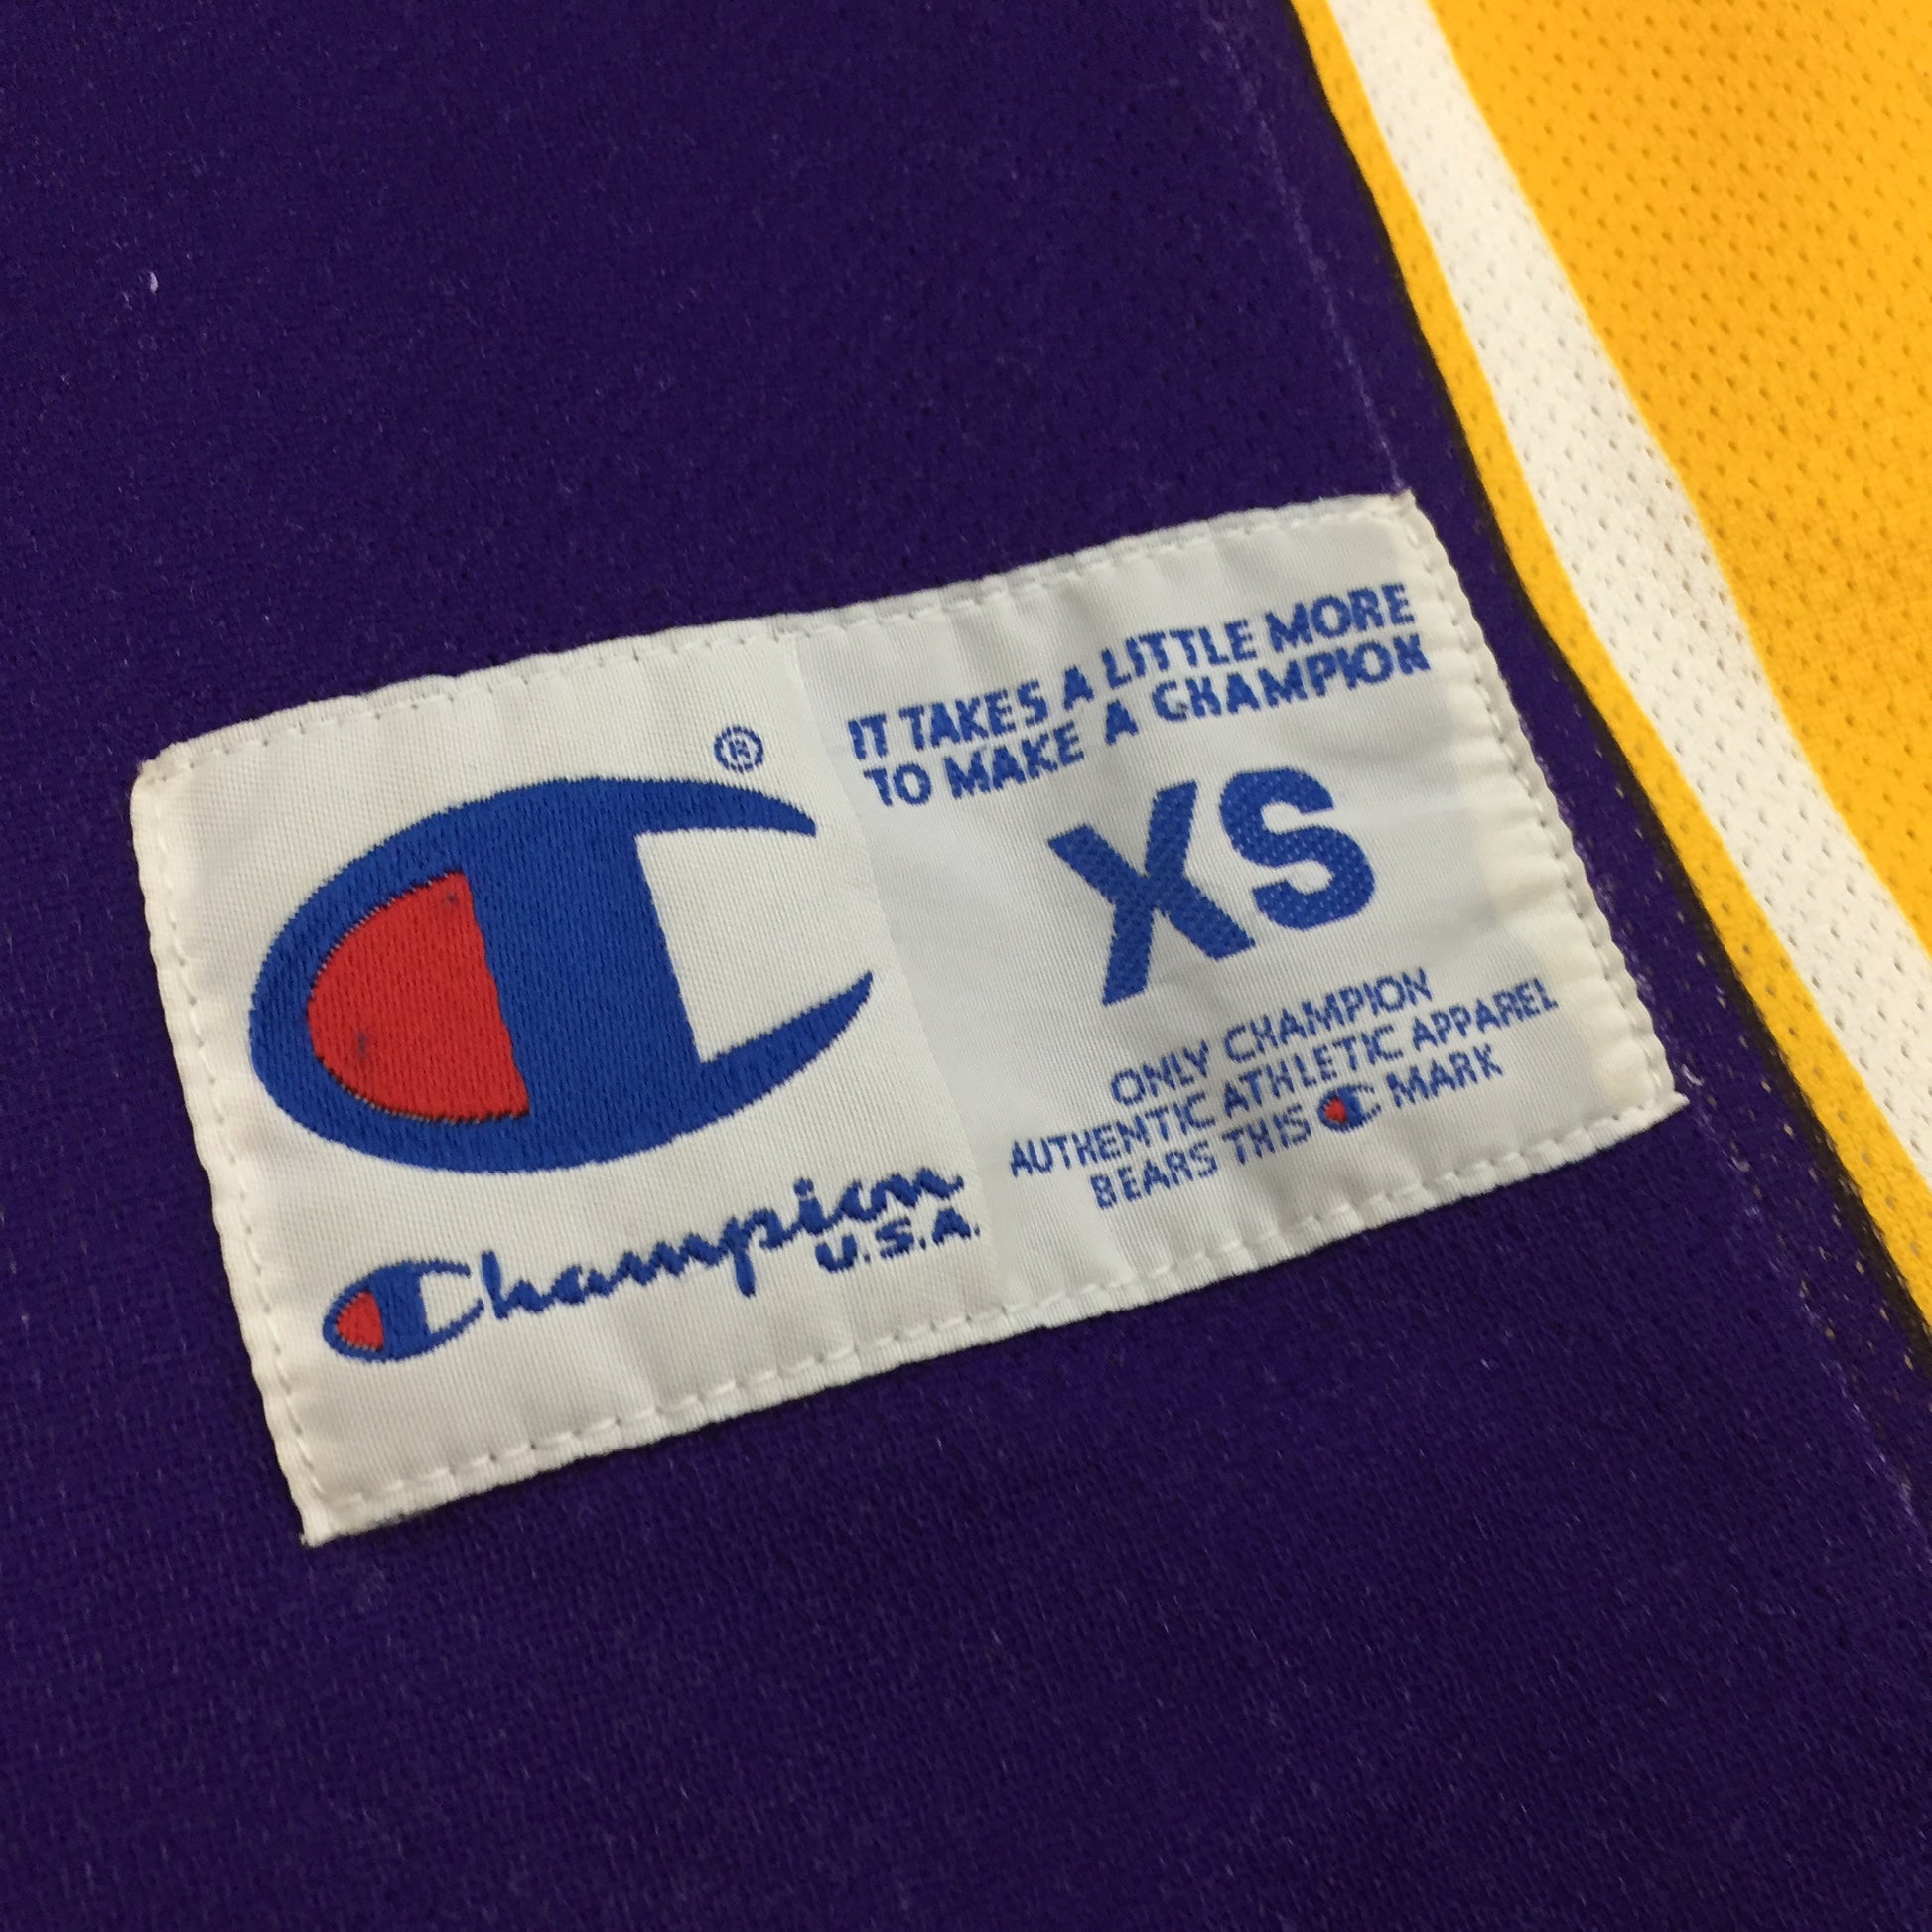 ®
Champion
U.S.A.
IT TAKES A LITTLE MORE
TO MAKE A CHAMPION
XS
ONLY CHAMPION
AUTHENTIC ATHLETIC APPAREL
BEARS THIS C MARK